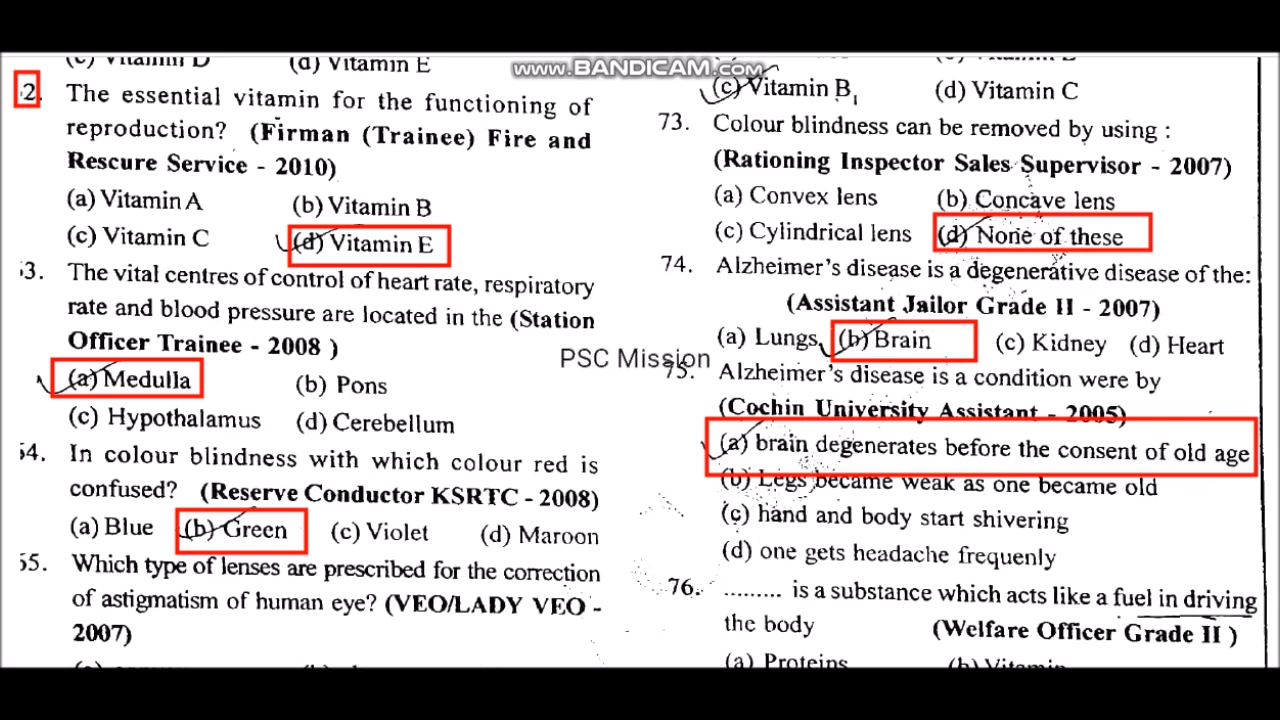 (c) Vitamin D (d) Vitamin E
2. The essential vitamin for the functioning of
reproduction? (Firman (Trainee) Fire and
Rescure Service - 2010)
(a) Vitamin A (b) Vitamin B
(c) Vitamin C (d) Vitamin E
53. The vital centres of control of heart rate, respiratory
rate and blood pressure are located in the (Station
Officer Trainee - 2008 )
(a) Medulla (b) Pons
(c) Hypothalamus (d) Cerebellum
54. In colour blindness with which colour red is
confused? (Reserve Conductor KSRTC - 2008)
(a) Blue (b) Green (c) Violet (d) Maroon
55. Which type of lenses are prescribed for the correction
of astigmatism of human eye? (VEO/LADY VEO -
2007)
www.BANDICAM.com
(c) Vitamin B1 (d) Vitamin C
73. Colour blindness can be removed by using :
(Rationing Inspector Sales Supervisor - 2007)
(a) Convex lens (b) Concave lens
(c) Cylindrical lens (d) None of these
74. Alzheimer's disease is a degenerative disease of the:
(Assistant Jailor Grade II - 2007)
(a) Lungs (b) Brain (c) Kidney (d) Heart
PSC Mission
75. Alzheimer's disease is a condition were by
(Cochin University Assistant - 2005)
(a) brain degenerates before the consent of old age
(b) Legs became weak as one became old
(c) hand and body start shivering
(d) one gets headache frequenly
76. ......... is a substance which acts like a fuel in driving
the body (Welfare Officer Grade II )
(a) Proteins (b) Vitamin